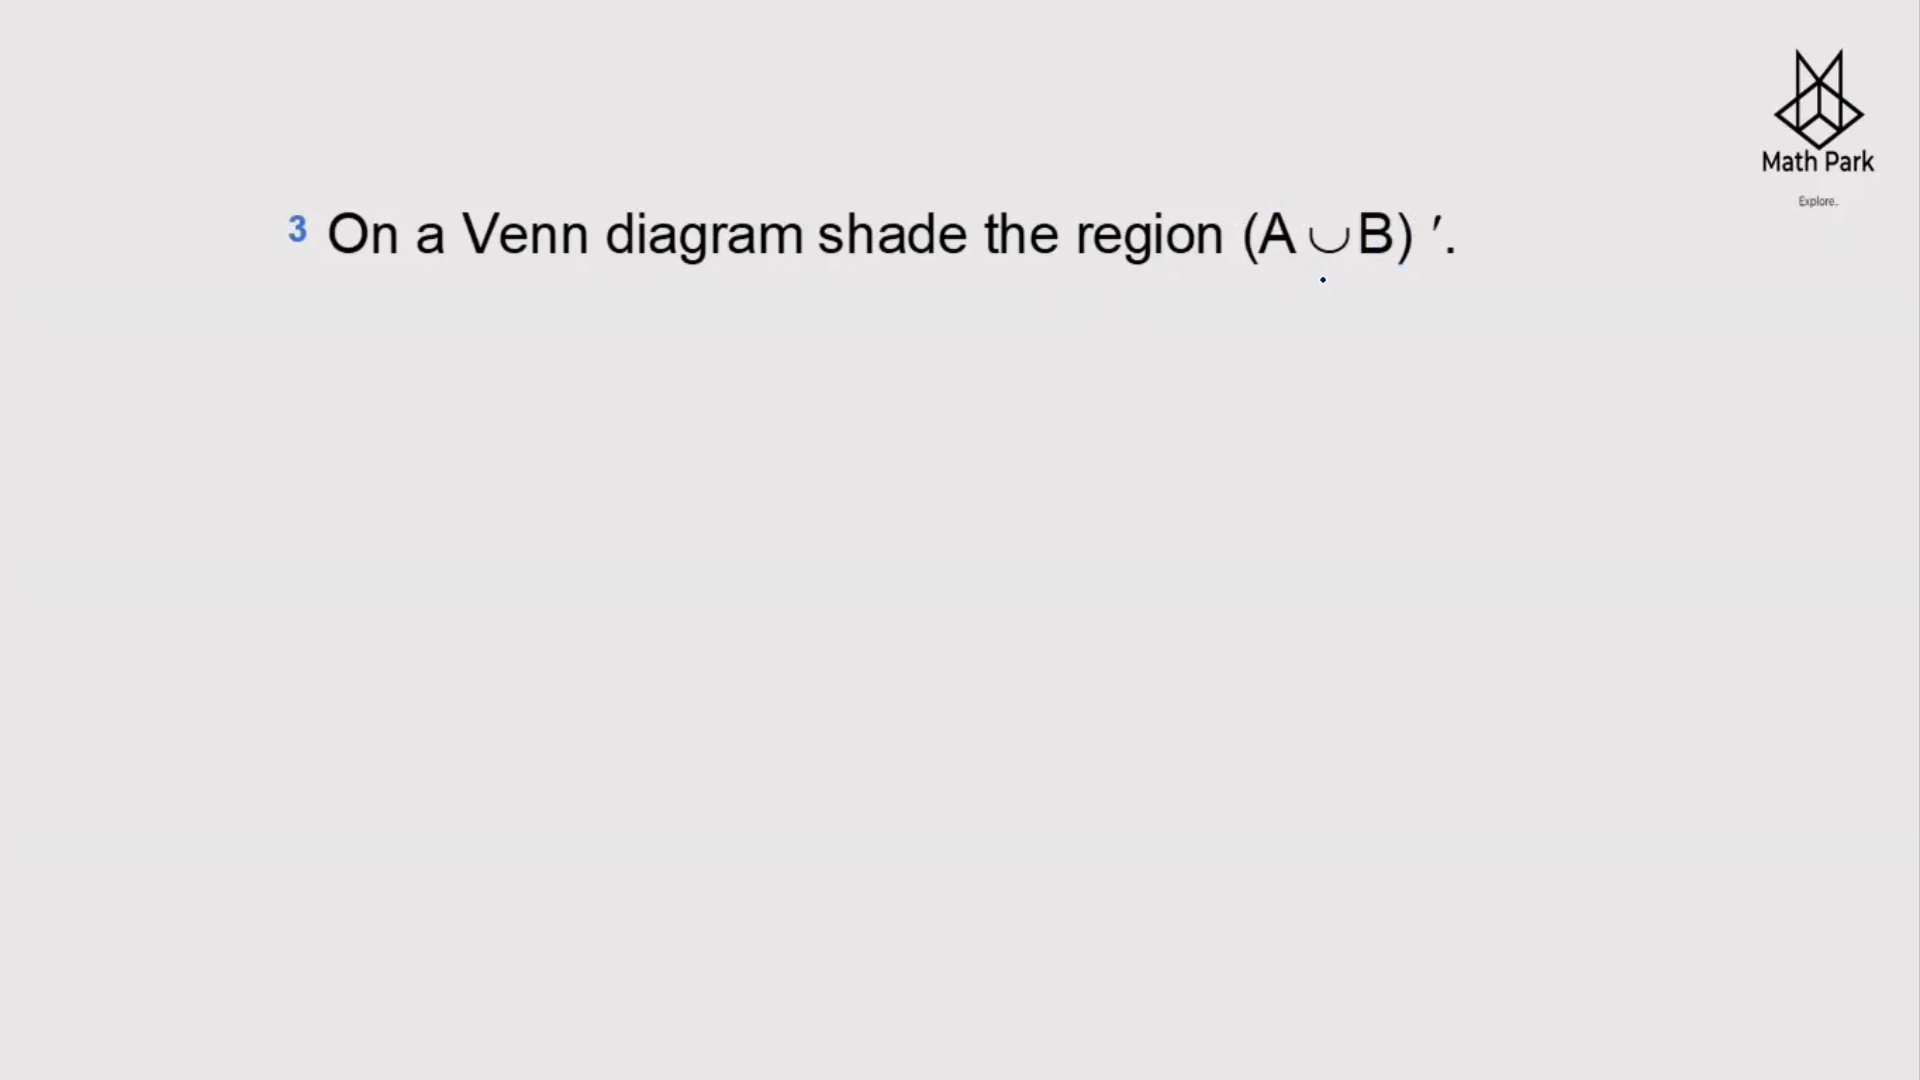 Math Park
Explore..
3 On a Venn diagram shade the region (A ∪ B) ′.